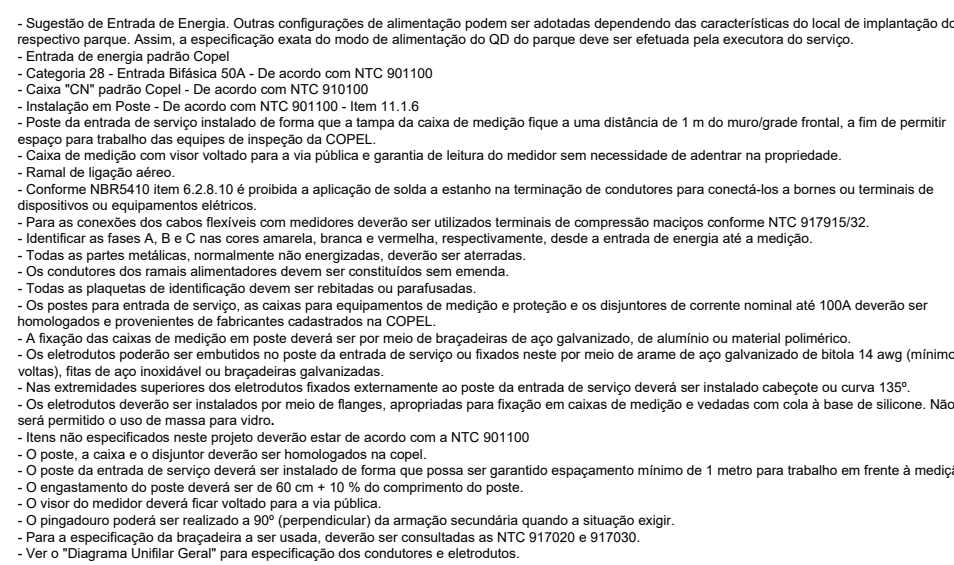 - Sugestão de Entrada de Energia. Outras configurações de alimentação podem ser adotadas dependendo das características do local de implantação do
respectivo parque. Assim, a especificação exata do modo de alimentação do QD do parque deve ser efetuada pela executora do serviço.
- Entrada de energia padrão Copel
- Categoria 28 - Entrada Bifásica 50A - De acordo com NTC 901100
- Caixa "CN" padrão Copel - De acordo com NTC 910100
- Instalação em Poste - De acordo com NTC 901100 - Item 11.1.6
- Poste da entrada de serviço instalado de forma que a tampa da caixa de medição fique a uma distância de 1 m do muro/grade frontal, a fim de permitir
espaço para trabalho das equipes de inspeção da COPEL.
- Caixa de medição com visor voltado para a via pública e garantia de leitura do medidor sem necessidade de adentrar na propriedade.
- Ramal de ligação aéreo.
- Conforme NBR5410 item 6.2.8.10 é proibida a aplicação de solda a estanho na terminação de condutores para conectá-los a bornes ou terminais de
dispositivos ou equipamentos elétricos.
- Para as conexões dos cabos flexíveis com medidores deverão ser utilizados terminais de compressão maciços conforme NTC 917915/32.
- Identificar as fases A, B e C nas cores amarela, branca e vermelha, respectivamente, desde a entrada de energia até a medição.
- Todas as partes metálicas, normalmente não energizadas, deverão ser aterradas.
- Os condutores dos ramais alimentadores devem ser constituídos sem emenda.
- Todas as plaquetas de identificação devem ser rebitadas ou parafusadas.
- Os postes para entrada de serviço, as caixas para equipamentos de medição e proteção e os disjuntores de corrente nominal até 100A deverão ser
homologados e provenientes de fabricantes cadastrados na COPEL.
- A fixação das caixas de medição em poste deverá ser por meio de braçadeiras de aço galvanizado, de alumínio ou material polimérico.
- Os eletrodutos poderão ser embutidos no poste da entrada de serviço ou fixados neste por meio de arame de aço galvanizado de bitola 14 awg (mínimo
voltas), fitas de aço inoxidável ou braçadeiras galvanizadas.
- Nas extremidades superiores dos eletrodutos fixados externamente ao poste da entrada de serviço deverá ser instalado cabeçote ou curva 135º.
- Os eletrodutos deverão ser instalados por meio de flanges, apropriadas para fixação em caixas de medição e vedadas com cola à base de silicone. Não
será permitido o uso de massa para vidro.
- Itens não especificados neste projeto deverão estar de acordo com a NTC 901100
- O poste, a caixa e o disjuntor deverão ser homologados na copel.
- O poste da entrada de serviço deverá ser instalado de forma que possa ser garantido espaçamento mínimo de 1 metro para trabalho em frente à
- O engastamento do poste deverá ser de 60 cm + 10 % do comprimento do poste.
- O visor do medidor deverá ficar voltado para a via pública.
- O pingadouro poderá ser realizado a 90º (perpendicular) da armação secundária quando a situação exigir.
- Para a especificação da braçadeira a ser usada, deverão ser consultadas as NTC 917020 e 917030.
- Ver o "Diagrama Unifilar Geral" para especificação dos condutores e eletrodutos.